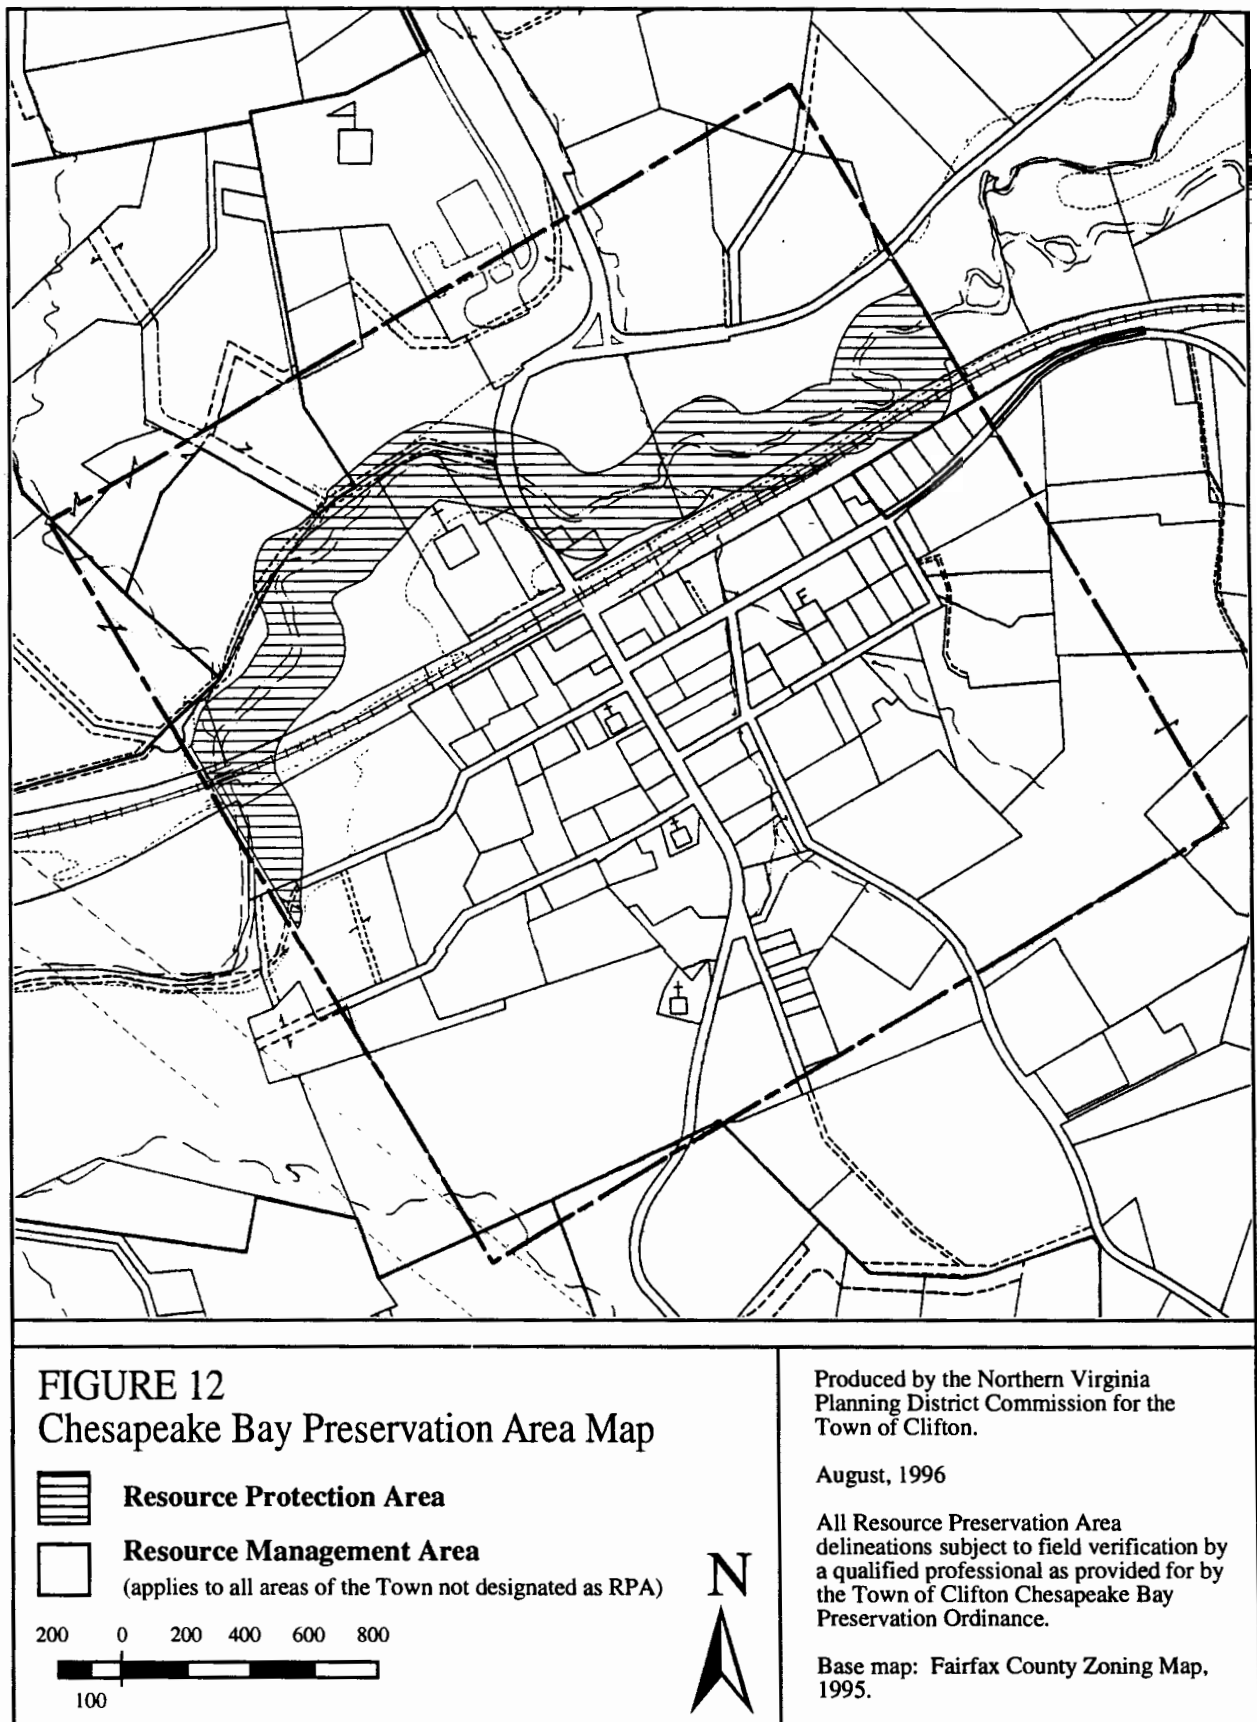 F
FIGURE 12
Chesapeake Bay Preservation Area Map
Resource Protection Area
Resource Management Area
(applies to all areas of the Town not designated as RPA)
200 0 200 400 600 800
100
N
Produced by the Northern Virginia
Planning District Commission for the
Town of Clifton.
August, 1996
All Resource Preservation Area
delineations subject to field verification by
a qualified professional as provided for by
the Town of Clifton Chesapeake Bay
Preservation Ordinance.
Base map: Fairfax County Zoning Map,
1995.